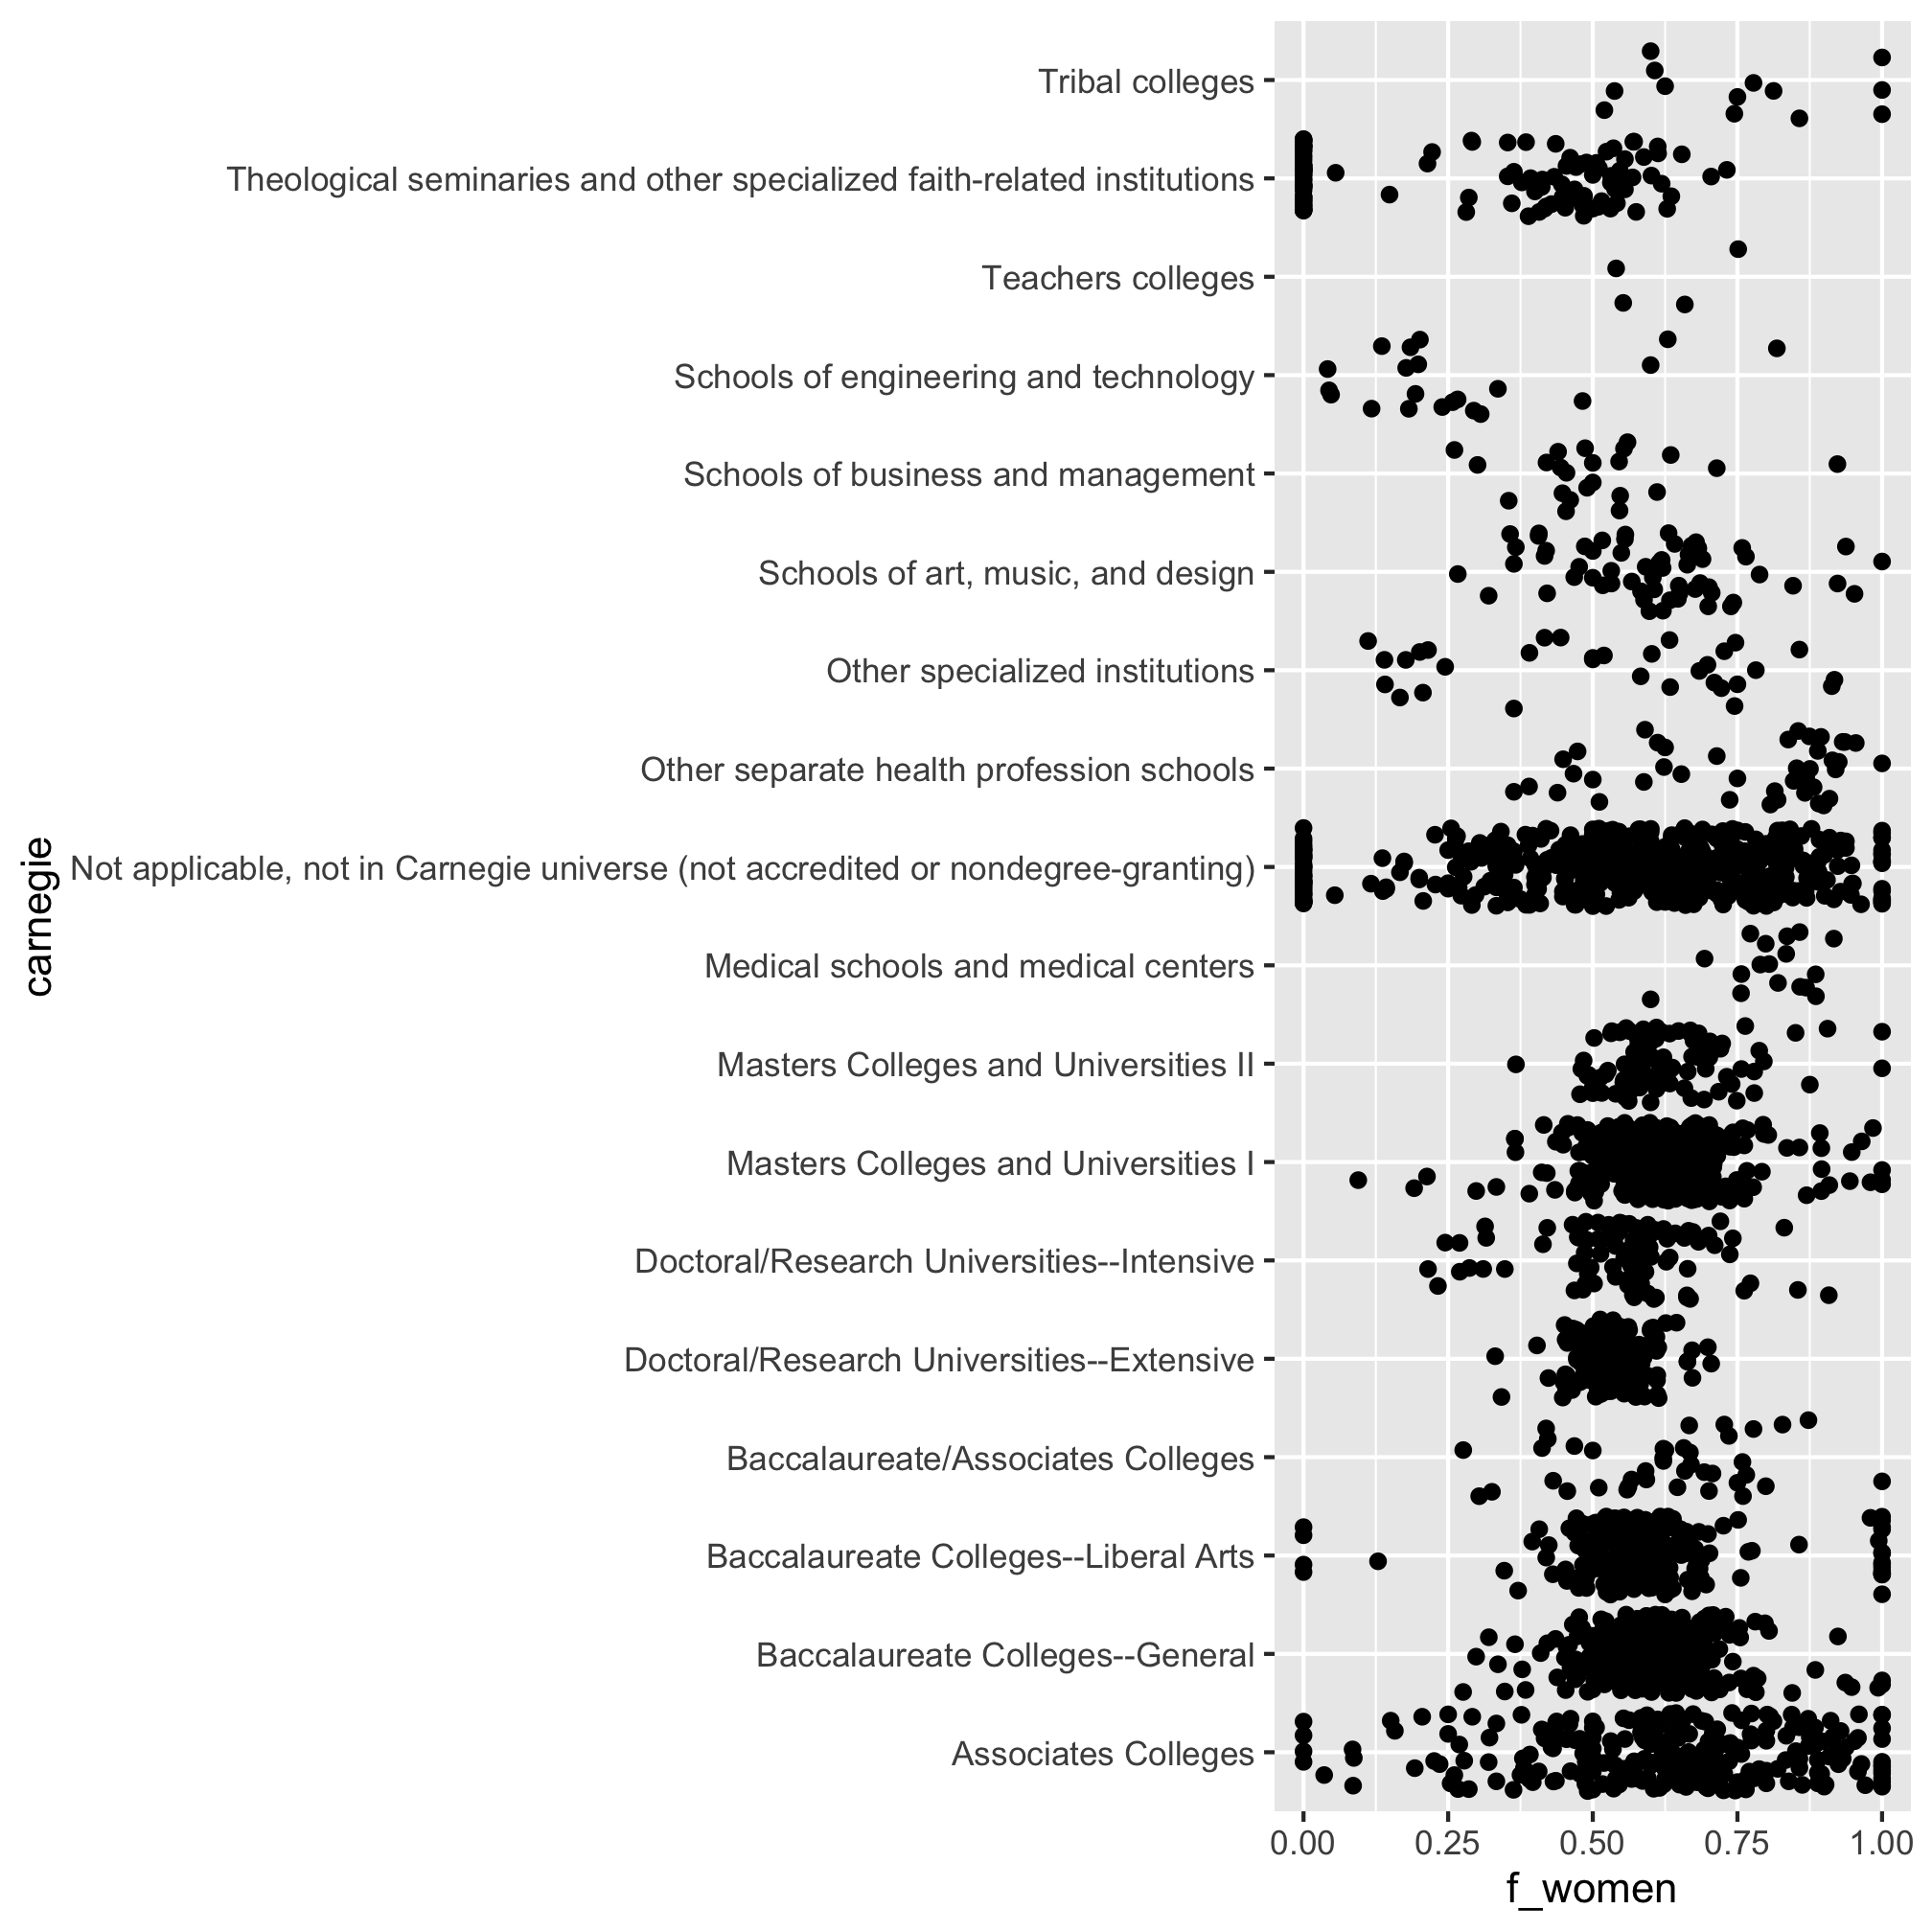 Tribal colleges
Theological seminaries and other specialized faith-related institutions
Teachers colleges
Schools of engineering and technology
Schools of business and management
Schools of art, music, and design
Other specialized institutions
Other separate health profession schools
Not applicable, not in Carnegie universe (not accredited or nondegree-granting)
Medical schools and medical centers
Masters Colleges and Universities II
Masters Colleges and Universities I
Doctoral/Research Universities--Intensive
Doctoral/Research Universities--Extensive
Baccalaureate/Associates Colleges
Baccalaureate Colleges--Liberal Arts
Baccalaureate Colleges--General
Associates Colleges
carnegie
0.00 0.25 0.50 0.75 1.00
f_women